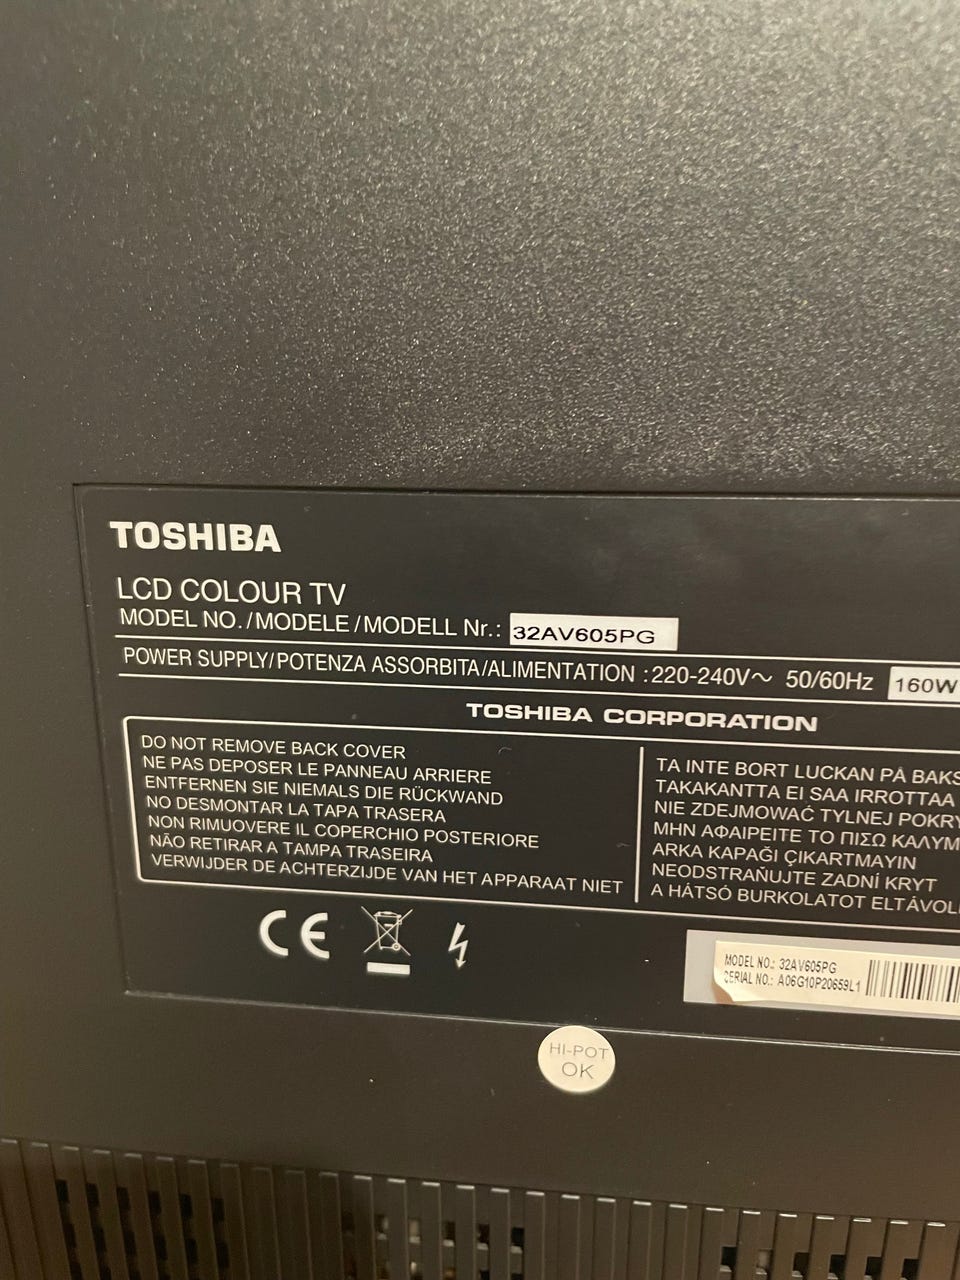 TOSHIBA
LCD COLOUR TV
MODEL NO./MODELE/MODELL Nr.: 32AV605PG
POWER SUPPLY/POTENZA ASSORBITA/ALIMENTATION :220-240V～ 50/60Hz 160W
TOSHIBA CORPORATION
DO NOT REMOVE BACK COVER
NE PAS DEPOSER LE PANNEAU ARRIERE
ENTFERNEN SIE NIEMALS DIE RÜCKWAND
NO DESMONTAR LA TAPA TRASERA
NON RIMUOVERE IL COPERCHIO POSTERIORE
NÃO RETIRAR A TAMPA TRASEIRA
VERWIJDER DE ACHTERZIJDE VAN HET APPARAAT NIET
TA INTE BORT LUCKAN PÅ BAKS
TAKAKANTTA EI SAA IRROTTAA
NIE ZDEJMOWAĆ TYLNEJ POKRY
ΜΗΝ ΑΦΑΙΡΕΙΤΕ ΤΟ ΠΙΣΩ ΚΑΛΥΜ
ARKA KAPAĞI ÇIKARTMAYIN
NEODSTRAŇUJTE ZADNÍ KRYT
A HÁTSÓ BURKOLATOT ELTÁVOL
CE
MODEL NO.: 32AV605PG
SERIAL NO.: A06G10P20659L1
HI-POT
OK